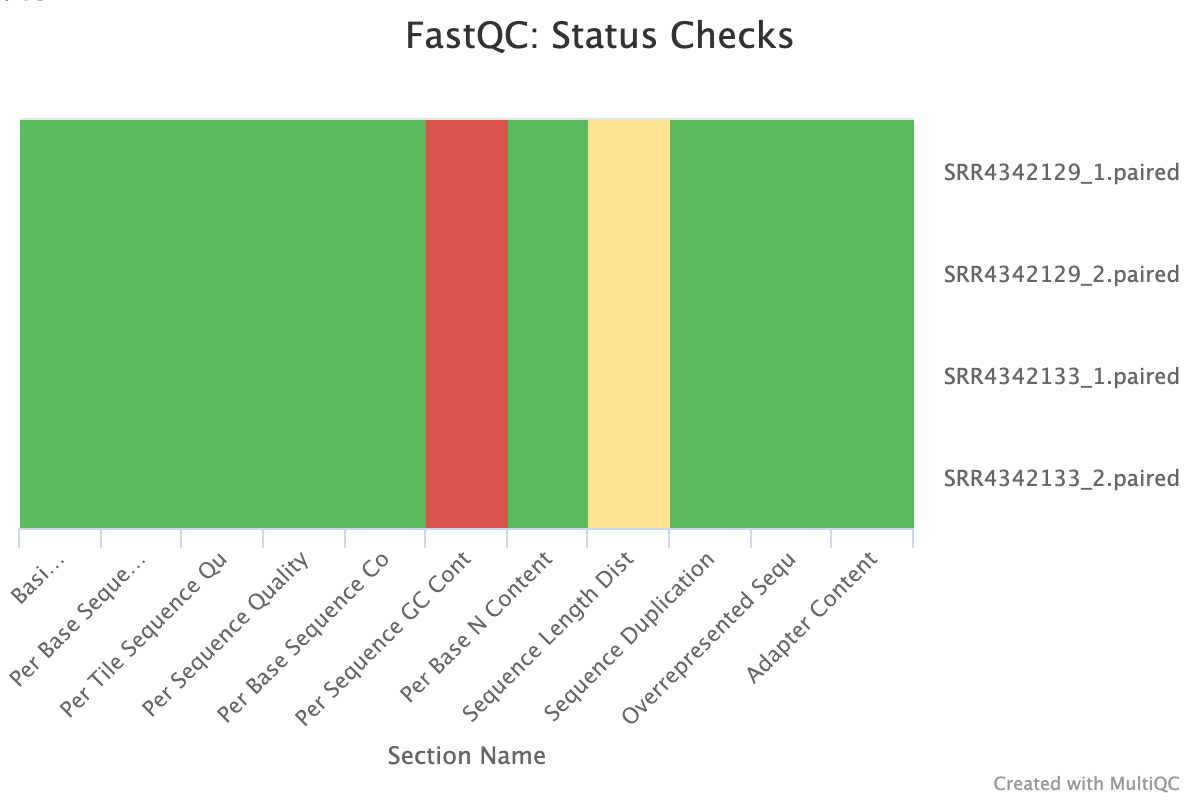 FastQC: Status Checks
SRR4342129_1.paired
SRR4342129_2.paired
SRR4342133_1.paired
SRR4342133_2.paired
Basi...
Per Base Seque...
Per Tile Sequence Qu
Per Sequence Quality
Per Base Sequence Co
Per Sequence GC Cont
Per Base N Content
Sequence Length Dist
Sequence Duplication
Overrepresented Sequ
Adapter Content
Section Name
Created with MultiQC